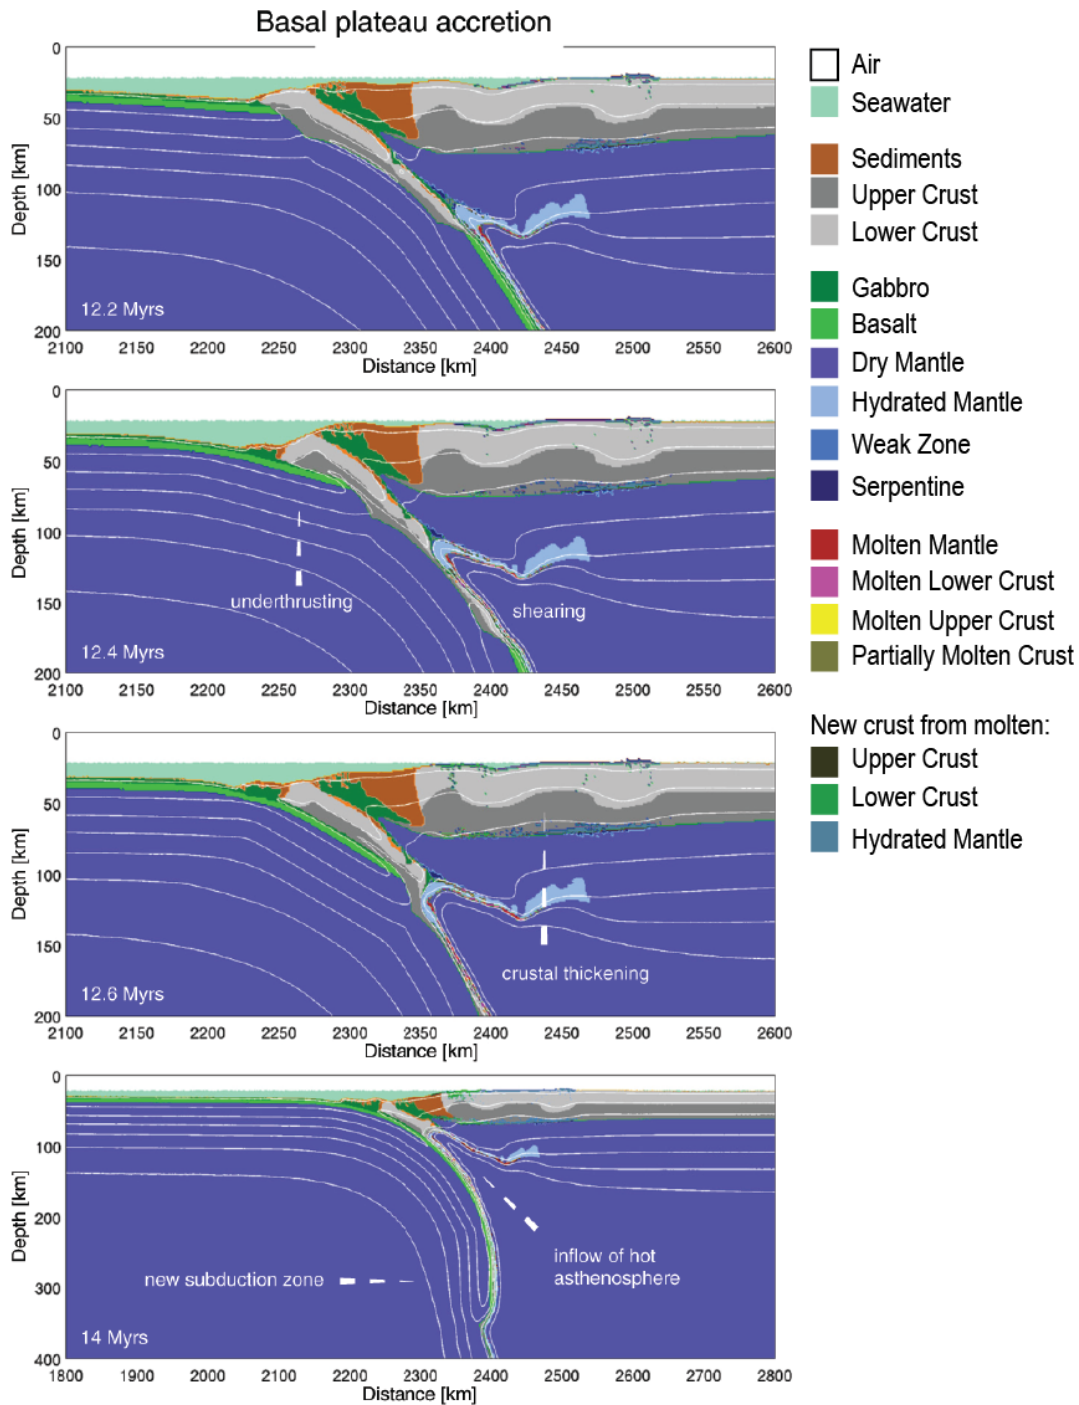 Basal plateau accretion
0
50
100
150
200
Depth [km]
12.2 Myrs
2100 2150 2200 2250 2300 2350 2400 2450 2500 2550 2600
Distance [km]
0
50
100
150
200
Depth [km]
underthrusting
shearing
12.4 Myrs
2100 2150 2200 2250 2300 2350 2400 2450 2500 2550 2600
Distance [km]
0
50
100
150
200
Depth [km]
crustal thickening
12.6 Myrs
2100 2150 2200 2250 2300 2350 2400 2450 2500 2550 2600
Distance [km]
0
100
200
300
400
Depth [km]
new subduction zone
inflow of hot
asthenosphere
14 Myrs
1800 1900 2000 2100 2200 2300 2400 2500 2600 2700 2800
Distance [km]
Air
Seawater
Sediments
Upper Crust
Lower Crust
Gabbro
Basalt
Dry Mantle
Hydrated Mantle
Weak Zone
Serpentine
Molten Mantle
Molten Lower Crust
Molten Upper Crust
Partially Molten Crust
New crust from molten:
Upper Crust
Lower Crust
Hydrated Mantle